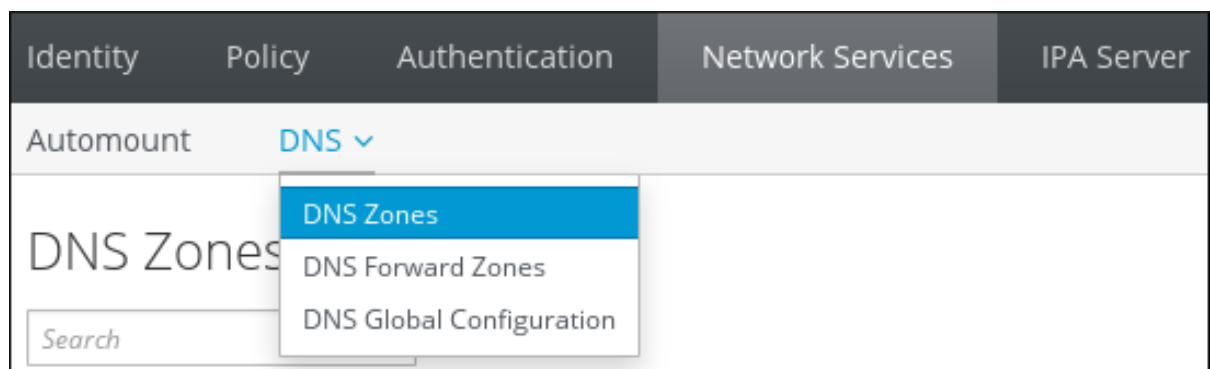 Identity Policy Authentication Network Services IPA Server
Automount DNS
DNS Zones
DNS Zones
DNS Forward Zones
DNS Global Configuration
Search